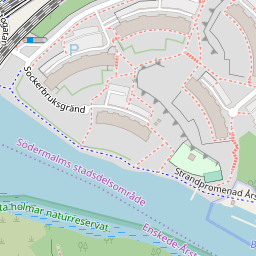 P
Sockerbruksgränd
Södermalms stadsdelsområde
Strandpromenad Års
ta holmar naturreservat
Enskede-Års